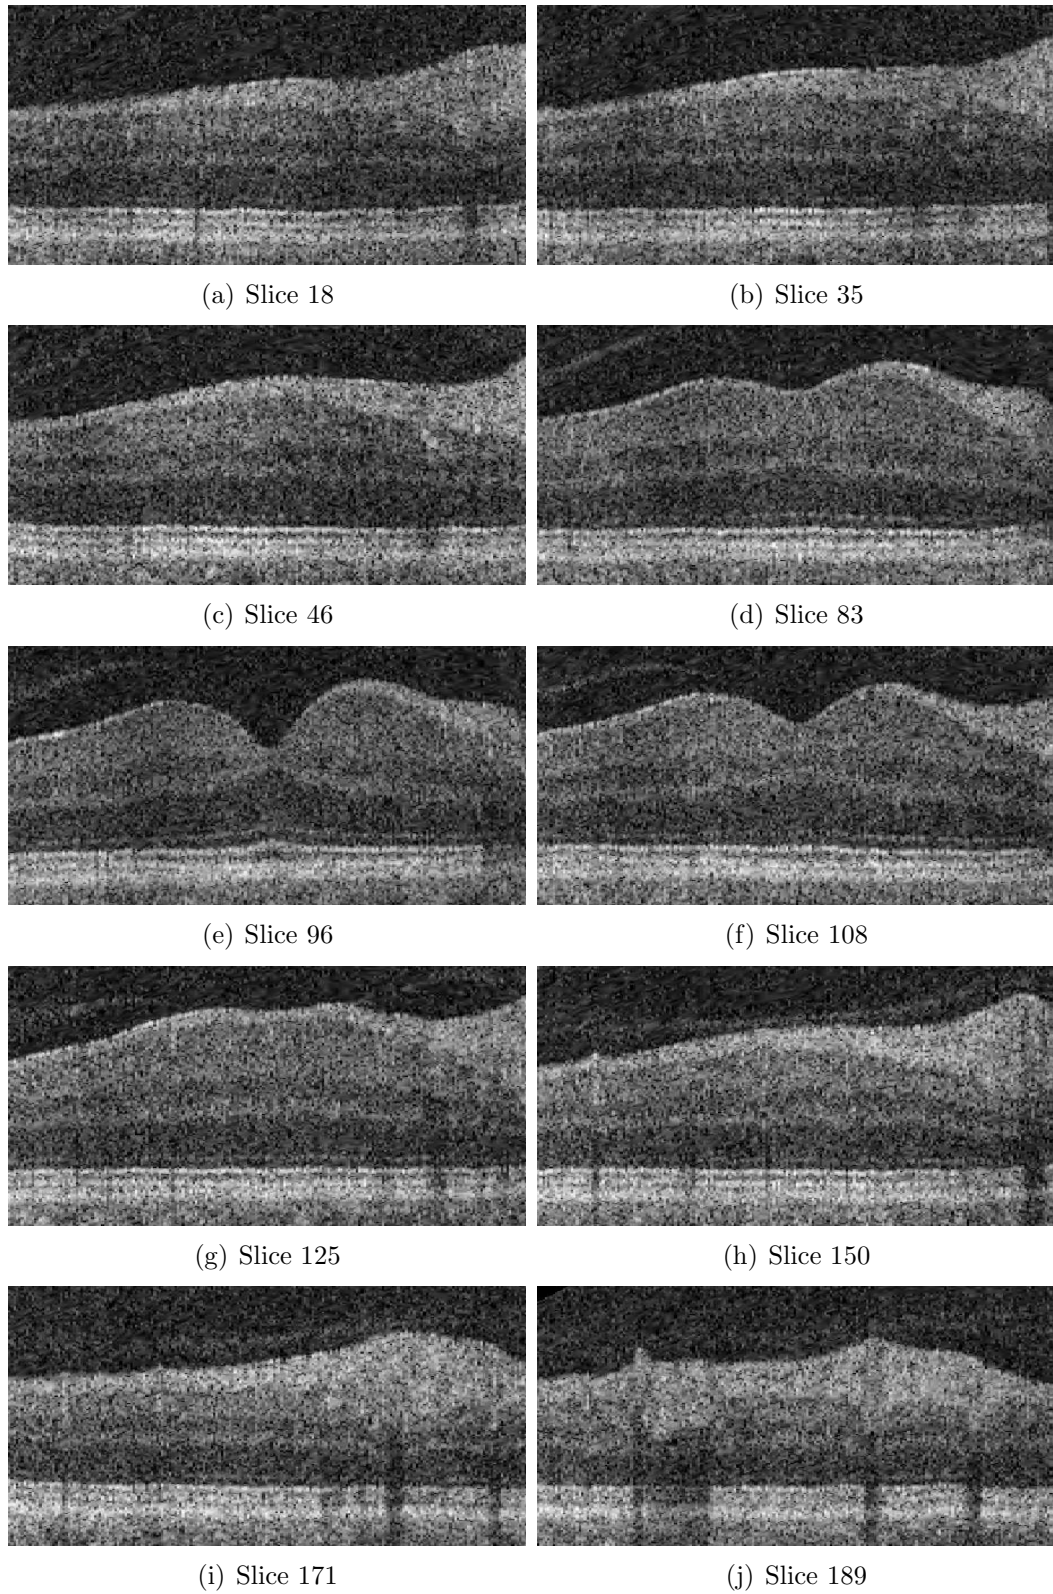 (a) Slice 18
(b) Slice 35
(c) Slice 46
(d) Slice 83
(e) Slice 96
(f) Slice 108
(g) Slice 125
(h) Slice 150
(i) Slice 171
(j) Slice 189